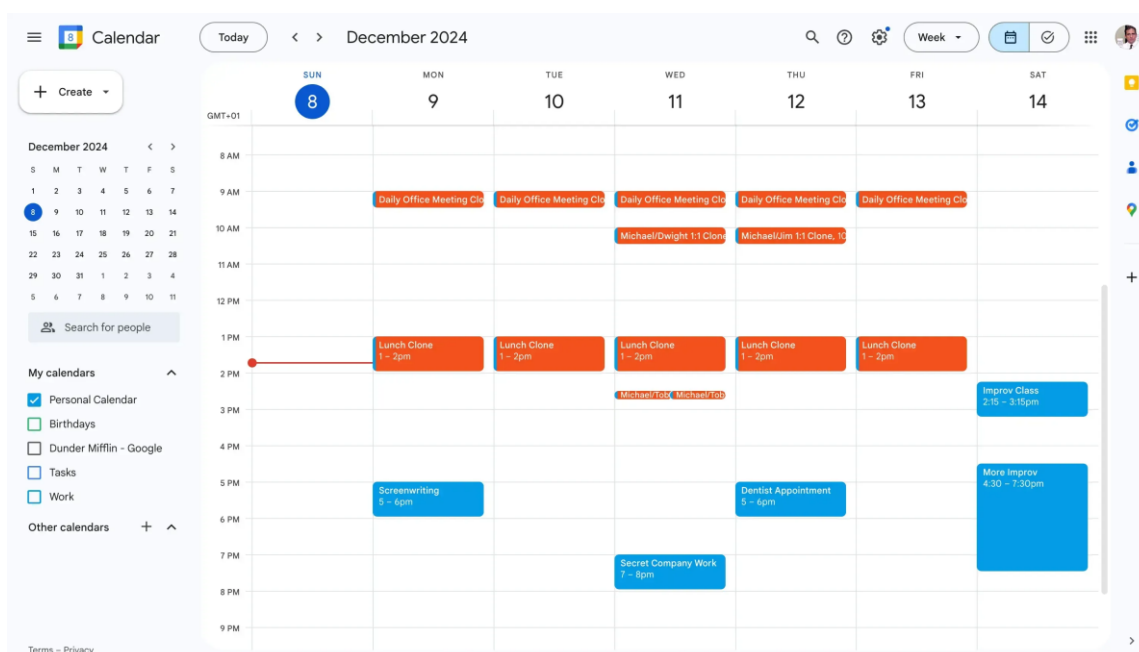 8 Calendar
Today
December 2024
Week
Create
December 2024
S M T W T F S
1 2 3 4 5 6 7
8 9 10 11 12 13 14
15 16 17 18 19 20 21
22 23 24 25 26 27 28
29 30 31 1 2 3 4
5 6 7 8 9 10 11
Search for people
My calendars
Personal Calendar
Birthdays
Dunder Mifflin - Google
Tasks
Work
Other calendars
Terms – Privacy
SUN MON TUE WED THU FRI SAT
8 9 10 11 12 13 14
GMT+01
8 AM
9 AM
Daily Office Meeting Clo
Daily Office Meeting Clo
Daily Office Meeting Clo
Daily Office Meeting Clo
Daily Office Meeting Clo
10 AM
Michael/Dwight 1:1 Clone
Michael/Jim 1:1 Clone, 10
11 AM
12 PM
1 PM
Lunch Clone
1 – 2pm
Lunch Clone
1 – 2pm
Lunch Clone
1 – 2pm
Lunch Clone
1 – 2pm
Lunch Clone
1 – 2pm
2 PM
Improv Class
2:15 – 3:15pm
Michael/Tob
Michael/Tob
3 PM
4 PM
More Improv
4:30 – 7:30pm
5 PM
Screenwriting
5 – 6pm
Dentist Appointment
5 – 6pm
6 PM
7 PM
Secret Company Work
7 – 8pm
8 PM
9 PM